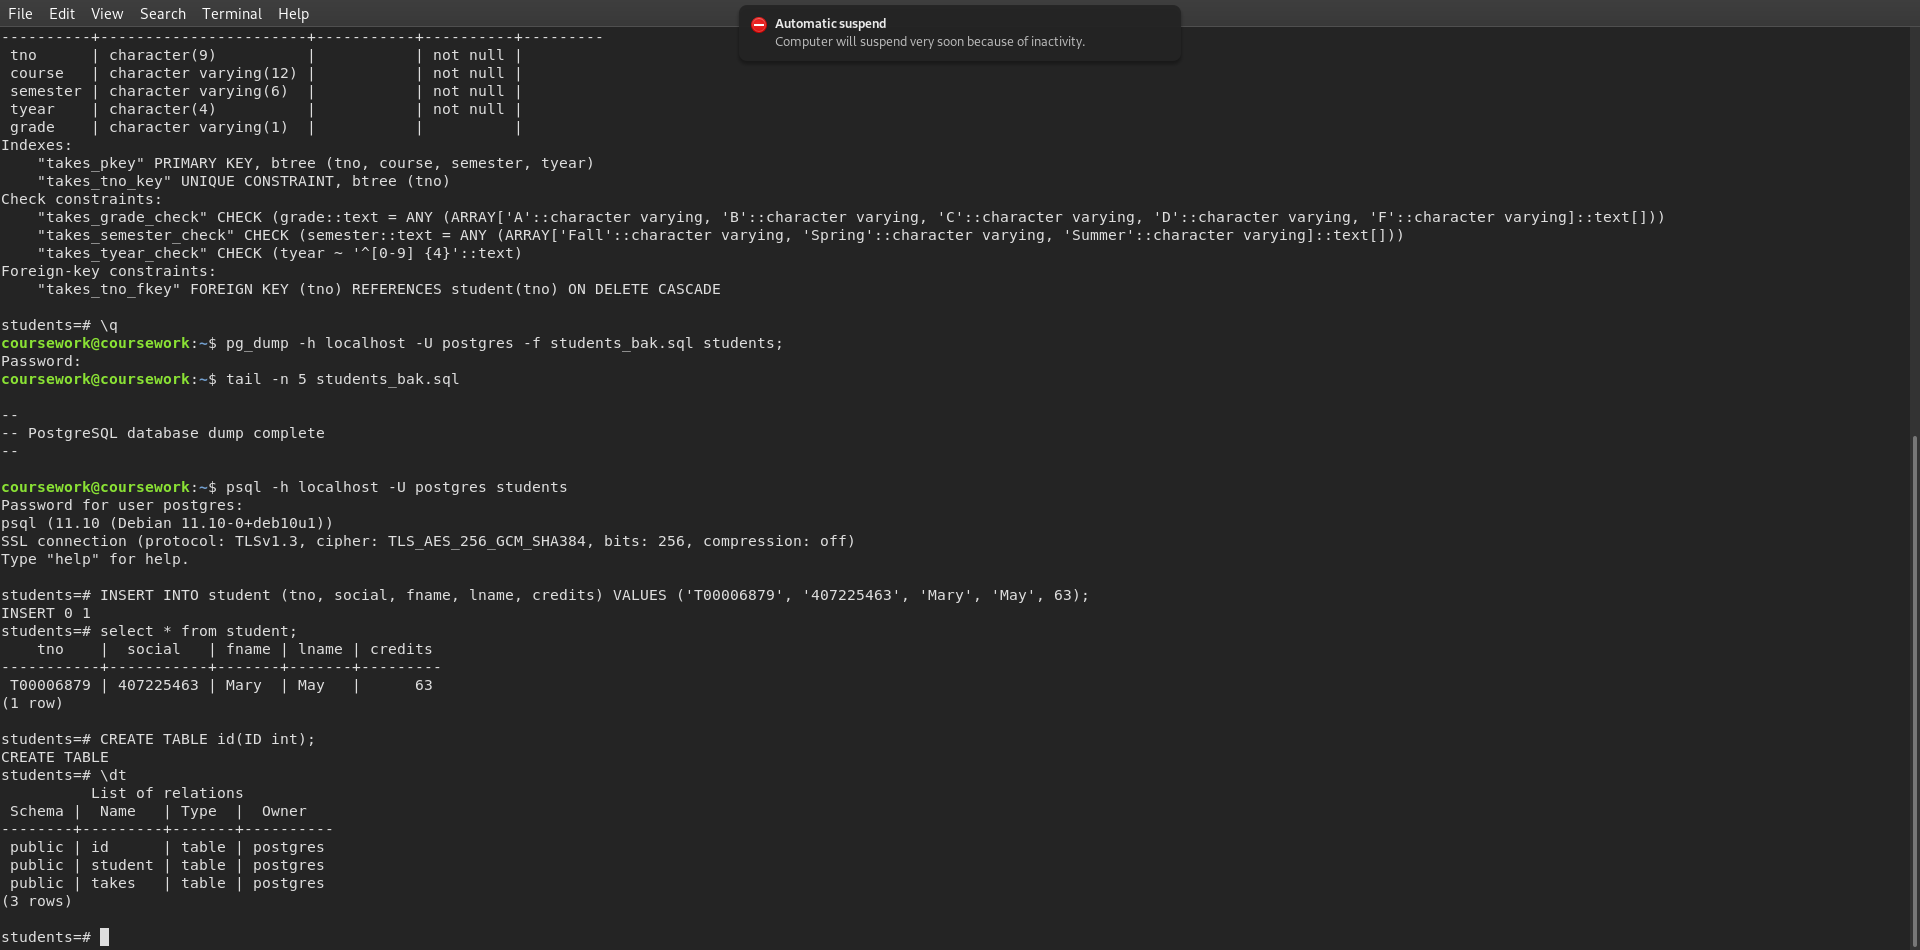 File Edit View Search Terminal Help
Automatic suspend
Computer will suspend very soon because of inactivity.
----------+-----------------------+-----------+----------+---------
 tno      | character(9)          |           | not null |
 course   | character varying(12) |           | not null |
 semester | character varying(6)  |           | not null |
 tyear    | character(4)          |           | not null |
 grade    | character varying(1)  |           |          |
Indexes:
    "takes_pkey" PRIMARY KEY, btree (tno, course, semester, tyear)
    "takes_tno_key" UNIQUE CONSTRAINT, btree (tno)
Check constraints:
    "takes_grade_check" CHECK (grade::text = ANY (ARRAY['A'::character varying, 'B'::character varying, 'C'::character varying, 'D'::character varying, 'F'::character varying]::text[]))
    "takes_semester_check" CHECK (semester::text = ANY (ARRAY['Fall'::character varying, 'Spring'::character varying, 'Summer'::character varying]::text[]))
    "takes_tyear_check" CHECK (tyear ~ '^[0-9] {4}'::text)
Foreign-key constraints:
    "takes_tno_fkey" FOREIGN KEY (tno) REFERENCES student(tno) ON DELETE CASCADE
students=# \q
coursework@coursework:~$ pg_dump -h localhost -U postgres -f students_bak.sql students;
Password:
coursework@coursework:~$ tail -n 5 students_bak.sql
--
-- PostgreSQL database dump complete
--
coursework@coursework:~$ psql -h localhost -U postgres students
Password for user postgres:
psql (11.10 (Debian 11.10-0+deb10u1))
SSL connection (protocol: TLSv1.3, cipher: TLS_AES_256_GCM_SHA384, bits: 256, compression: off)
Type "help" for help.
students=# INSERT INTO student (tno, social, fname, lname, credits) VALUES ('T00006879', '407225463', 'Mary', 'May', 63);
INSERT 0 1
students=# select * from student;
    tno    |  social   | fname | lname | credits
-----------+-----------+-------+-------+---------
 T00006879 | 407225463 | Mary  | May   |      63
(1 row)
students=# CREATE TABLE id(ID int);
CREATE TABLE
students=# \dt
          List of relations
 Schema |  Name   | Type  |  Owner
--------+---------+-------+----------
 public | id      | table | postgres
 public | student | table | postgres
 public | takes   | table | postgres
(3 rows)
students=#